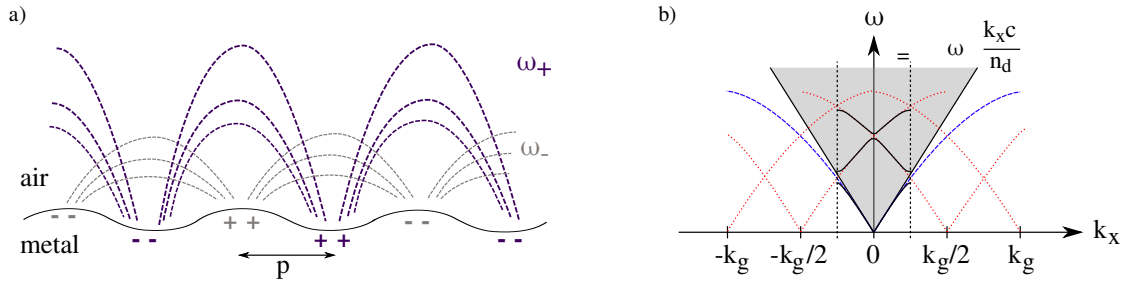 a)
ω+
ω-
air
metal
- -
+ +
- -
- -
+ +
- -
p
b)
ω
ω = kxc/nd
kx
-kg
-kg/2
0
kg/2
kg